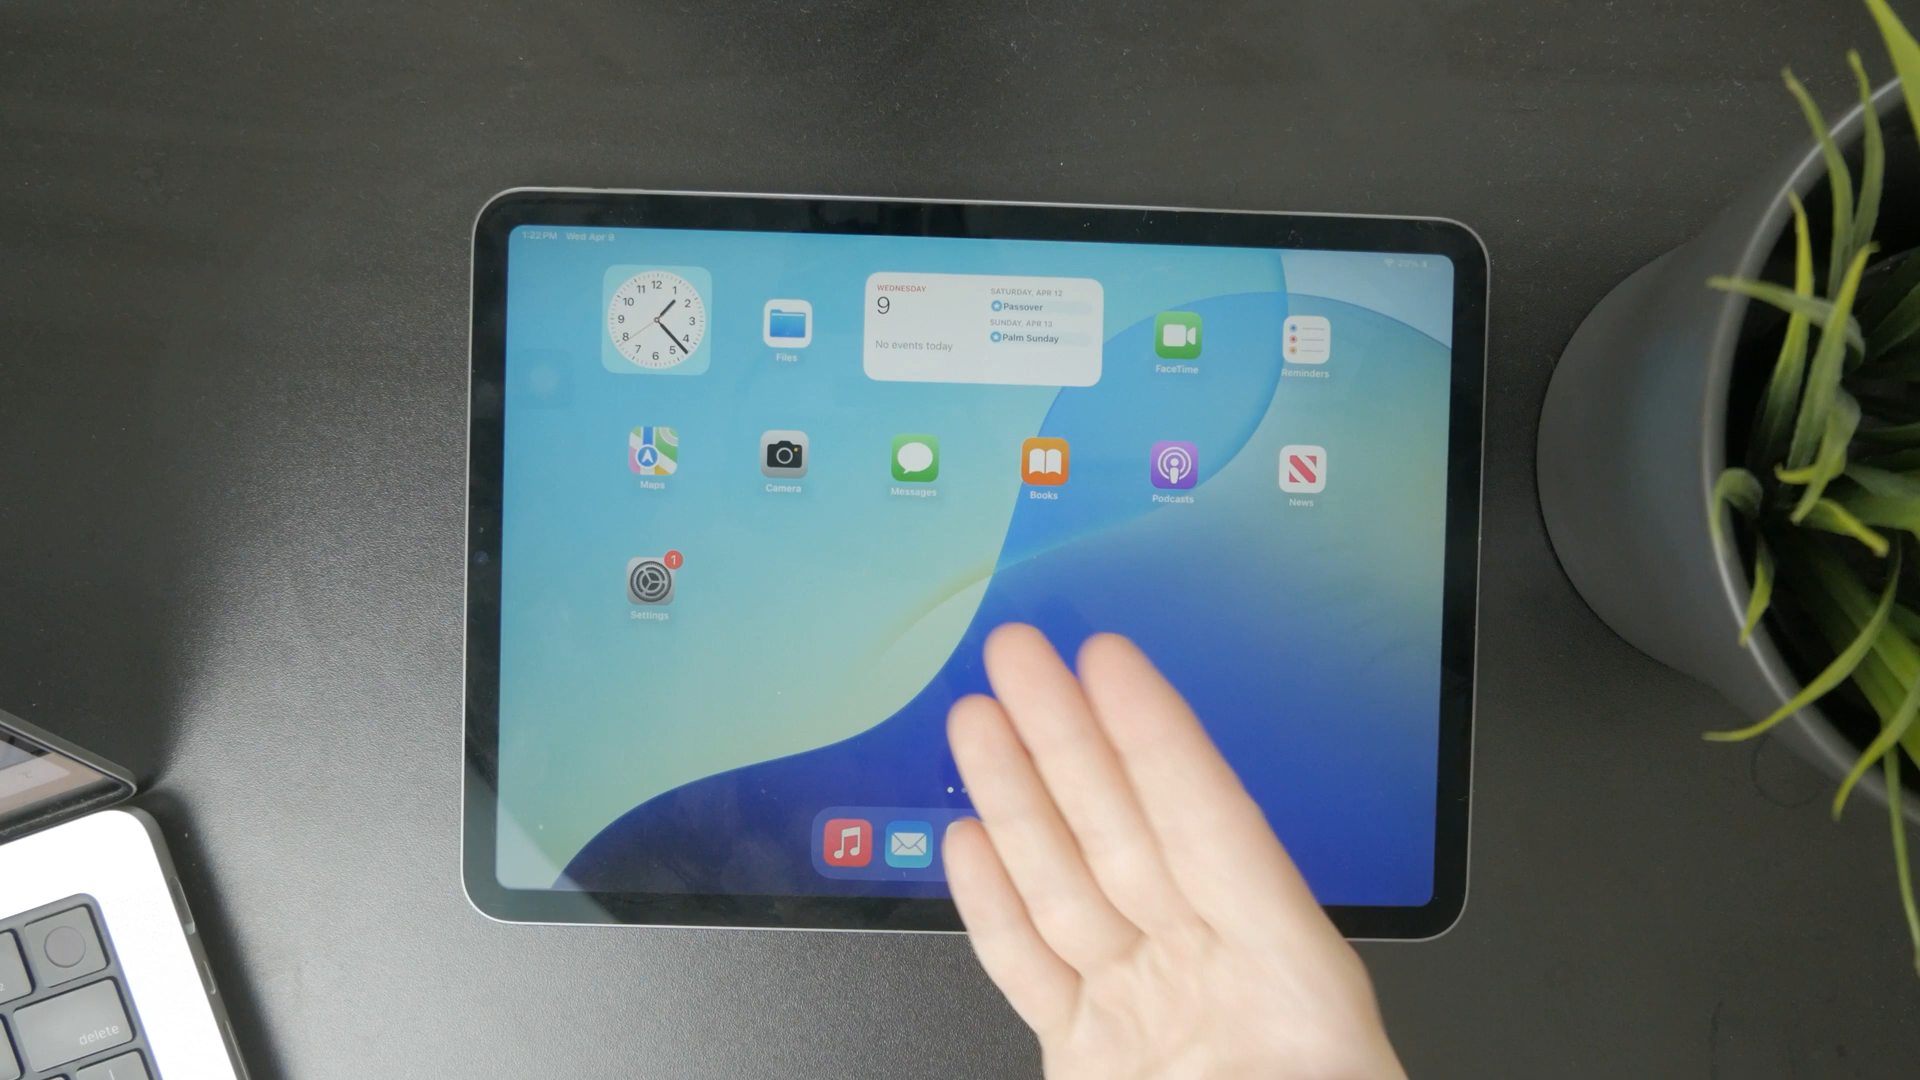 1:22 PM Wed Apr 9
20%
12
1
2
3
4
5
6
7
8
9
10
11
Files
WEDNESDAY
9
No events today
SATURDAY, APR 12
Passover
SUNDAY, APR 13
Palm Sunday
FaceTime
Reminders
Maps
Camera
Messages
Books
Podcasts
News
1
Settings
delete